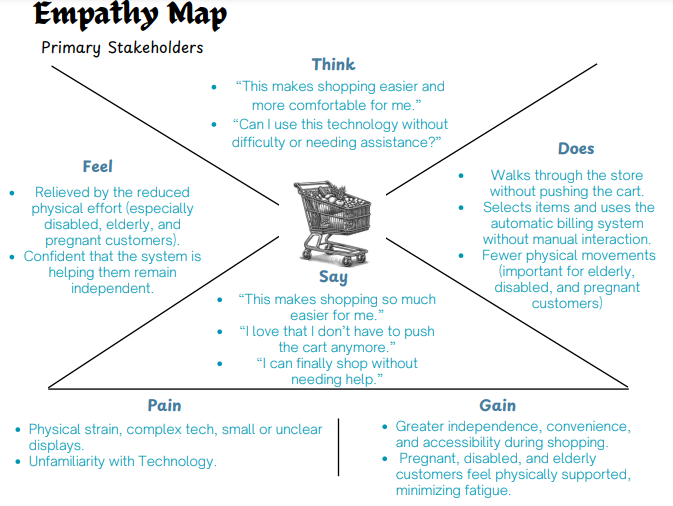 Empathy Map
Primary Stakeholders
Think
• “This makes shopping easier and
more comfortable for me.”
• “Can I use this technology without
difficulty or needing assistance?”
Feel
• Relieved by the reduced
physical effort (especially
disabled, elderly, and
pregnant customers).
• Confident that the system is
helping them remain
independent.
Does
• Walks through the store
without pushing the cart.
• Selects items and uses the
automatic billing system
without manual interaction.
• Fewer physical movements
(important for elderly,
disabled, and pregnant
customers)
Say
• “This makes shopping so much
easier for me.”
• “I love that I don’t have to push
the cart anymore.”
• “I can finally shop without
needing help.”
Pain
• Physical strain, complex tech, small or unclear
displays.
• Unfamiliarity with Technology.
Gain
• Greater independence, convenience,
and accessibility during shopping.
• Pregnant, disabled, and elderly
customers feel physically supported,
minimizing fatigue.